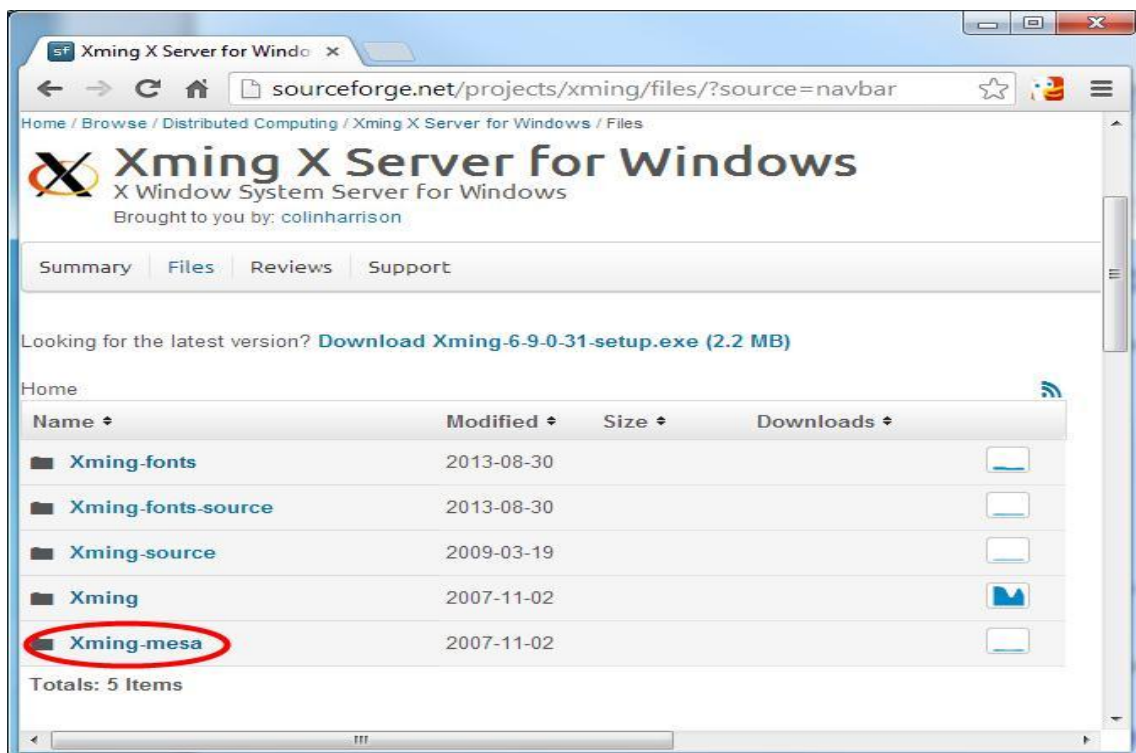 sf Xming X Server for Windo
sourceforge.net/projects/xming/files/?source=navbar
Home / Browse / Distributed Computing / Xming X Server for Windows / Files
Xming X Server for Windows
X Window System Server for Windows
Brought to you by: colinharrison
Summary Files Reviews Support
Looking for the latest version? Download Xming-6-9-0-31-setup.exe (2.2 MB)
Home
Name Modified Size Downloads
Xming-fonts 2013-08-30
Xming-fonts-source 2013-08-30
Xming-source 2009-03-19
Xming 2007-11-02
Xming-mesa 2007-11-02
Totals: 5 Items